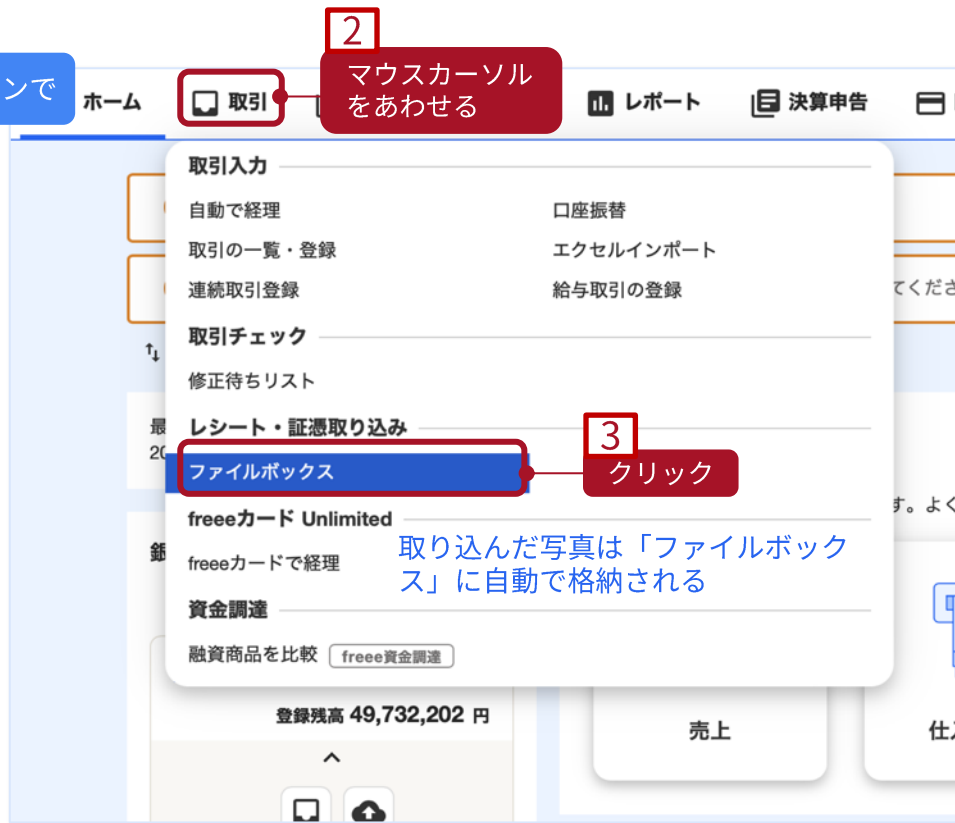 2
マウスカーソル
をあわせる
ンで
ホーム
取引
レポート
決算申告
取引入力
自動で経理
口座振替
取引の一覧・登録
エクセルインポート
連続取引登録
給与取引の登録
てくださ
取引チェック
修正待ちリスト
最
レシート・証憑取り込み
3
20
ファイルボックス
クリック
す。よく
freeeカード Unlimited
取り込んだ写真は「ファイルボック
ス」に自動で格納される
銀
freeeカードで経理
資金調達
融資商品を比較
freee資金調達
登録残高 49,732,202 円
売上
仕入